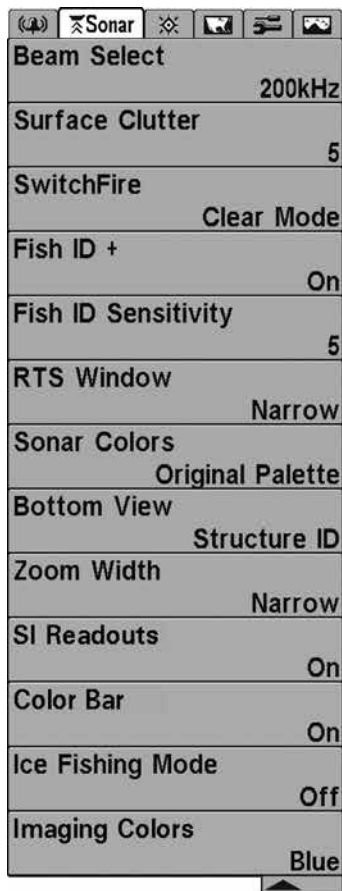 Sonar
Beam Select
200kHz
Surface Clutter
5
SwitchFire
Clear Mode
Fish ID +
On
Fish ID Sensitivity
5
RTS Window
Narrow
Sonar Colors
Original Palette
Bottom View
Structure ID
Zoom Width
Narrow
SI Readouts
On
Color Bar
On
Ice Fishing Mode
Off
Imaging Colors
Blue